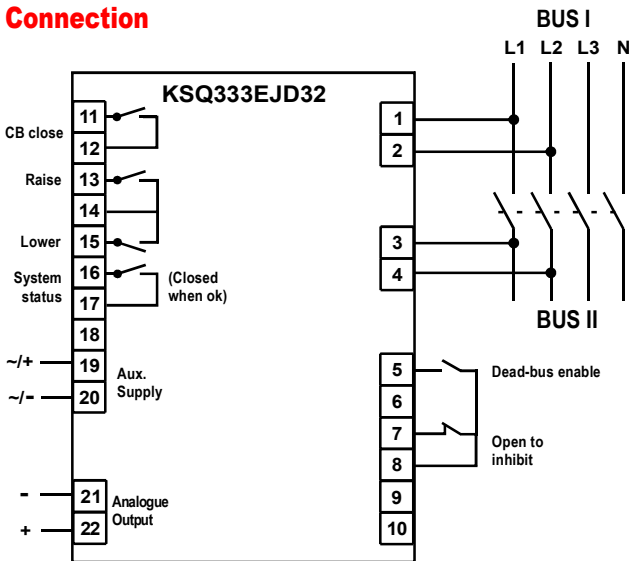 Connection
BUS I
L1 L2 L3 N
KSQ333EJD32
11
CB close
12
Raise
13
14
Lower
15
System
status
16
17
(Closed
when ok)
18
~/+
19
~/-
20
Aux.
Supply
-
21
+
22
Analogue
Output
1
2
3
4
BUS II
5
Dead-bus enable
6
7
Open to
inhibit
8
9
10